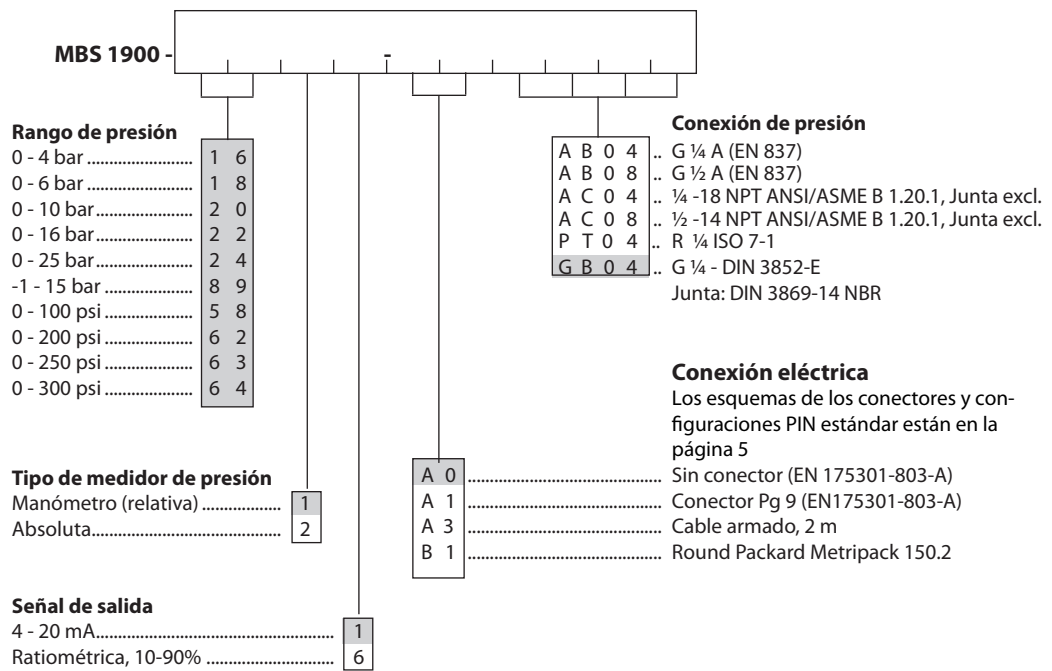 MBS 1900 - -
Rango de presión
0 - 4 bar ........................ 1 6
0 - 6 bar ........................ 1 8
0 - 10 bar...................... 2 0
0 - 16 bar...................... 2 2
0 - 25 bar...................... 2 4
-1 - 15 bar .................... 8 9
0 - 100 psi .................... 5 8
0 - 200 psi .................... 6 2
0 - 250 psi .................... 6 3
0 - 300 psi .................... 6 4
Conexión de presión
A B 0 4 .. G ¼ A (EN 837)
A B 0 8 .. G ½ A (EN 837)
A C 0 4 .. ¼ -18 NPT ANSI/ASME B 1.20.1, Junta excl.
A C 0 8 .. ½ -14 NPT ANSI/ASME B 1.20.1, Junta excl.
P T 0 4 .. R ¼ ISO 7-1
G B 0 4 .. G ¼ - DIN 3852-E
Junta: DIN 3869-14 NBR
Conexión eléctrica
Los esquemas de los conectores y con-
figuraciones PIN estándar están en la
página 5
A 0 ............................................. Sin conector (EN 175301-803-A)
A 1 ............................................. Conector Pg 9 (EN175301-803-A)
A 3 ............................................. Cable armado, 2 m
B 1 ............................................. Round Packard Metripack 150.2
Tipo de medidor de presión
Manómetro (relativa) .................. 1
Absoluta............................................ 2
Señal de salida
4 - 20 mA....................................................... 1
Ratiométrica, 10-90% .............................. 6